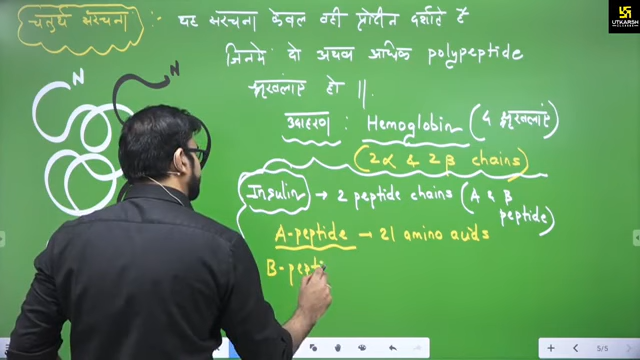 चतुर्थ संरचना :- यह संरचना केवल वही प्रोटीन दर्शाते हैं
जिनमे दो अथवा अधिक polypeptide
श्रृंखलाएं हो ||
N
N
उदाहरण : Hemoglobin (4 श्रृंखलाएं)
(2α & 2β chains)
Insulin → 2 peptide chains (A & B
peptide)
A-peptide → 21 amino acids
B-pepti
UTKARSH
5/5